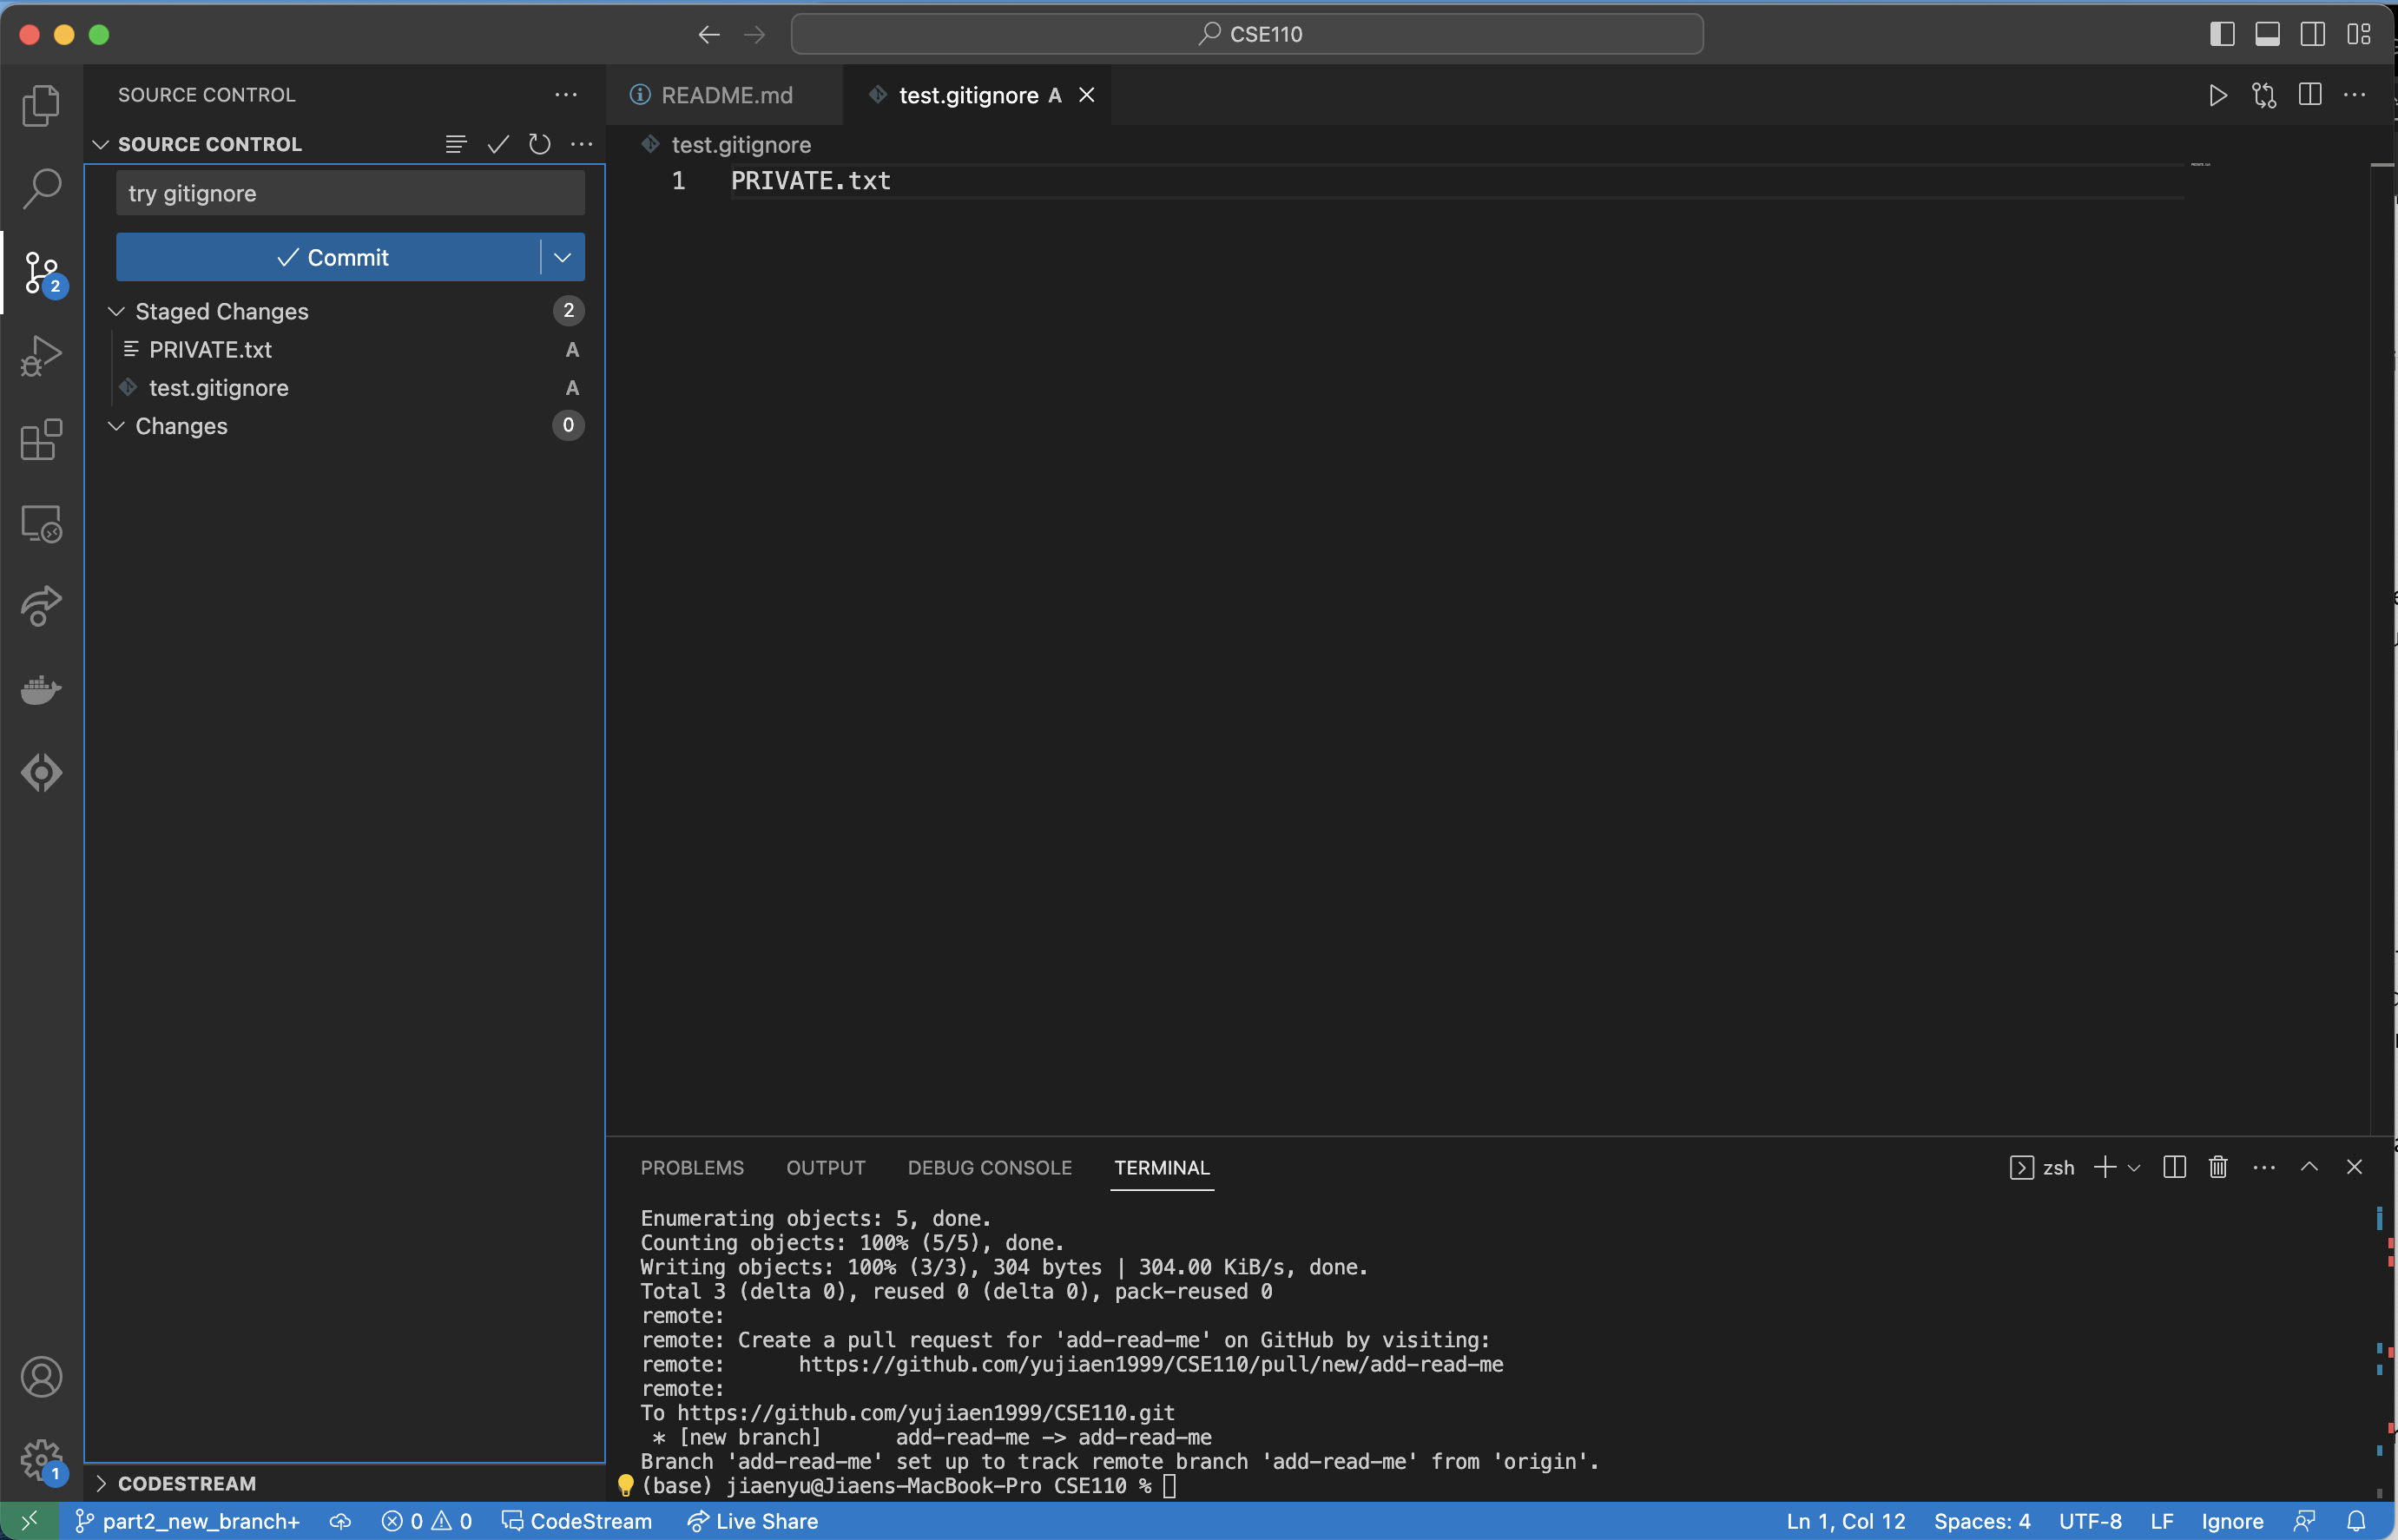 CSE110
SOURCE CONTROL
SOURCE CONTROL
try gitignore
Commit
2
Staged Changes 2
PRIVATE.txt A
test.gitignore A
Changes 0
README.md
test.gitignore A
test.gitignore
1 PRIVATE.txt
PROBLEMS OUTPUT DEBUG CONSOLE TERMINAL
zsh
Enumerating objects: 5, done.
Counting objects: 100% (5/5), done.
Writing objects: 100% (3/3), 304 bytes | 304.00 KiB/s, done.
Total 3 (delta 0), reused 0 (delta 0), pack-reused 0
remote:
remote: Create a pull request for 'add-read-me' on GitHub by visiting:
remote:      https://github.com/yujiaen1999/CSE110/pull/new/add-read-me
remote:
To https://github.com/yujiaen1999/CSE110.git
 * [new branch]      add-read-me -> add-read-me
Branch 'add-read-me' set up to track remote branch 'add-read-me' from 'origin'.
(base) jiaenyu@Jiaens-MacBook-Pro CSE110 %
1
CODESTREAM
part2_new_branch+ 0 0 CodeStream Live Share Ln 1, Col 12 Spaces: 4 UTF-8 LF Ignore